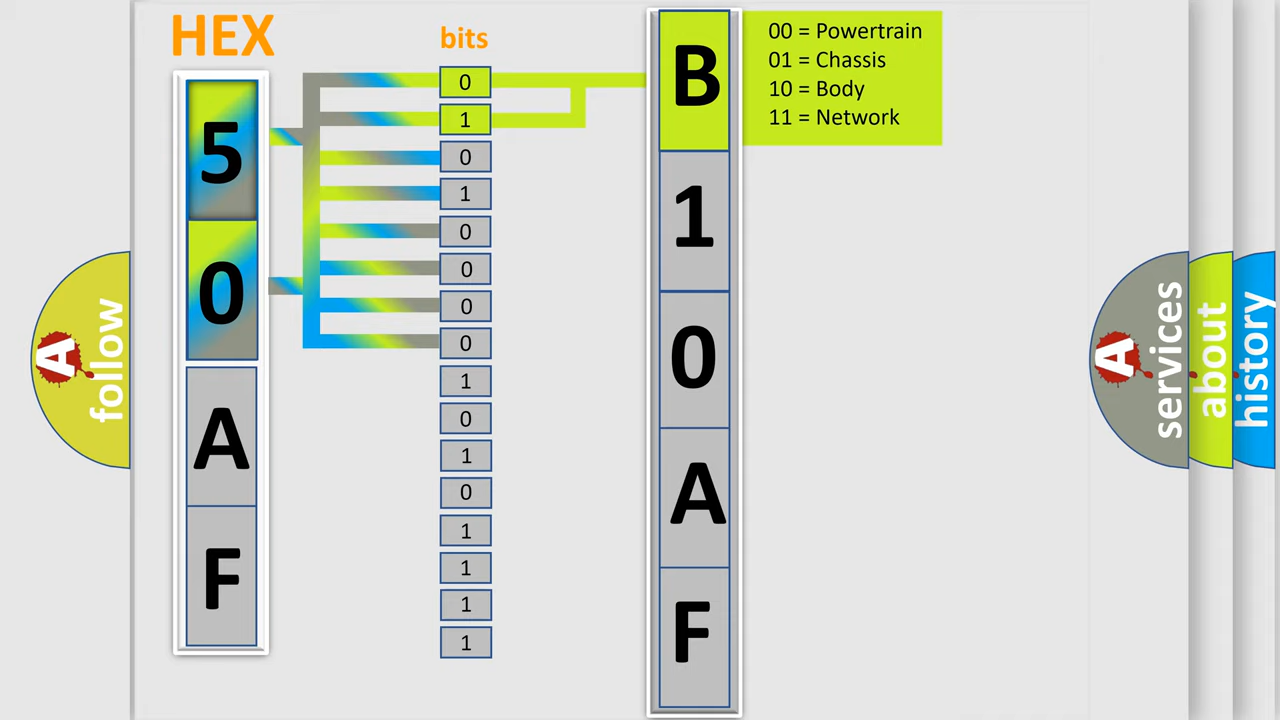 HEX
bits
5
0
A
F
0
1
0
1
0
0
0
0
1
0
1
0
1
1
1
1
B
1
0
A
F
00 = Powertrain
01 = Chassis
10 = Body
11 = Network
A
follow
A
services
about
history